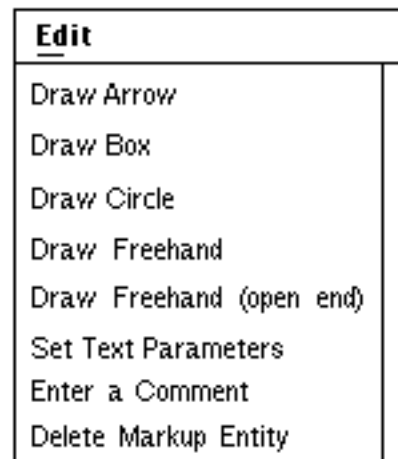 Edit
Draw Arrow
Draw Box
Draw Circle
Draw Freehand
Draw Freehand (open end)
Set Text Parameters
Enter a Comment
Delete Markup Entity